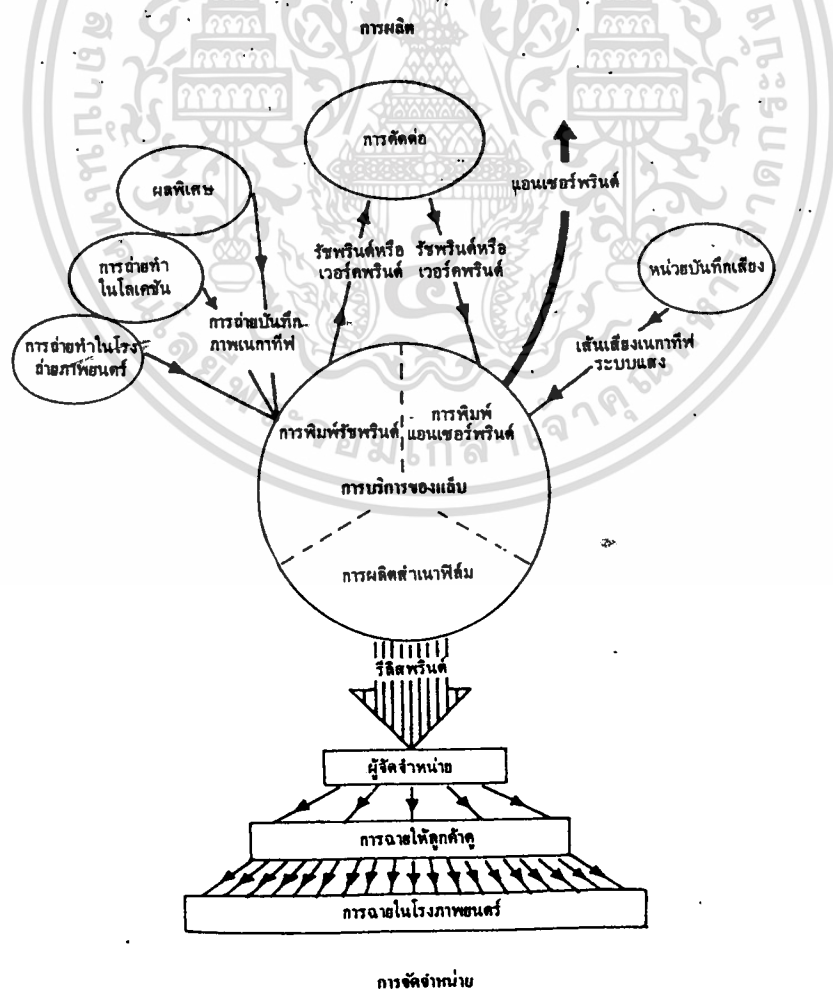 การผลิต
การตัดต่อ
แอนเซอร์พรินต์
ผลพิเศษ
รัชพรินต์หรือ
เวอร์คพรินต์
รัชพรินต์หรือ
เวอร์คพรินต์
หน่วยบันทึกเสียง
การถ่ายทำ
ในโลเคชัน
การถ่ายบันทึก
ภาพเนกาทีฟ
การถ่ายทำในโรง
ถ่ายภาพยนตร์
เส้นเสียงเนกาทีฟ
ระบบแสง
การพิมพ์รัชพรินต์
การพิมพ์
แอนเซอร์พรินต์
การบริการของแล็บ
การผลิตสำเนาฟิล์ม
รีลิสพรินต์
ผู้จัดจำหน่าย
การฉายให้ลูกค้าดู
การฉายในโรงภาพยนตร์
การจัดจำหน่าย